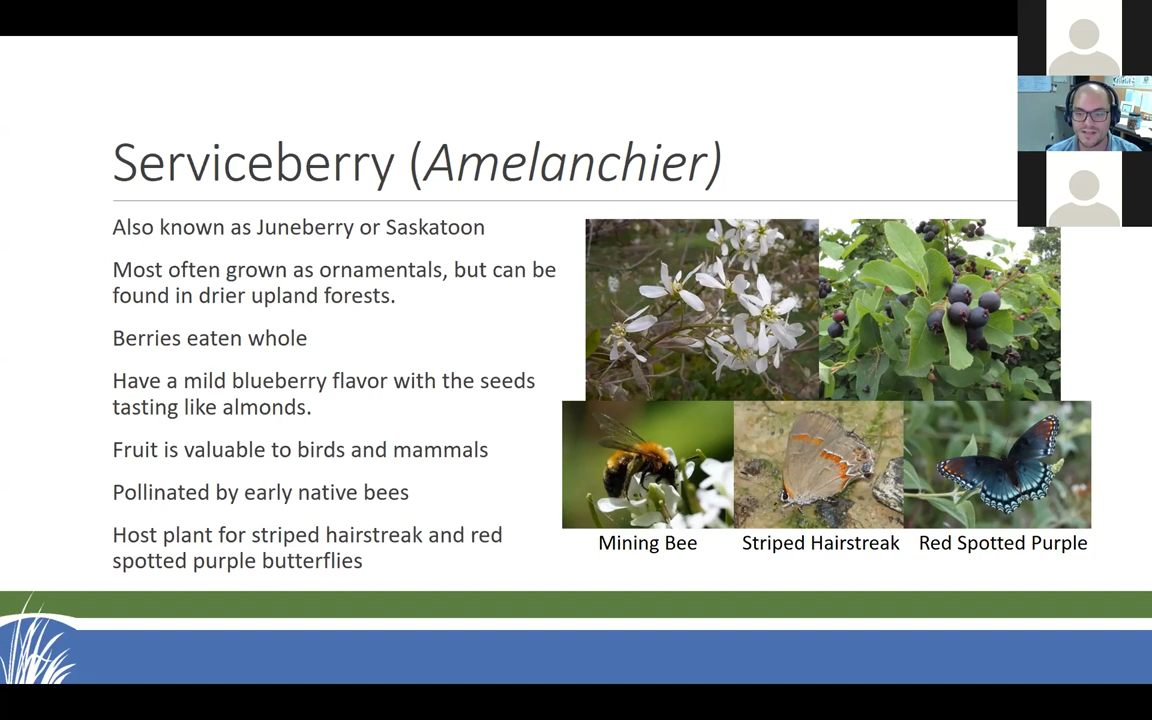 Serviceberry (Amelanchier)
Also known as Juneberry or Saskatoon
Most often grown as ornamentals, but can be
found in drier upland forests.
Berries eaten whole
Have a mild blueberry flavor with the seeds
tasting like almonds.
Fruit is valuable to birds and mammals
Pollinated by early native bees
Host plant for striped hairstreak and red
spotted purple butterflies
Mining Bee
Striped Hairstreak
Red Spotted Purple